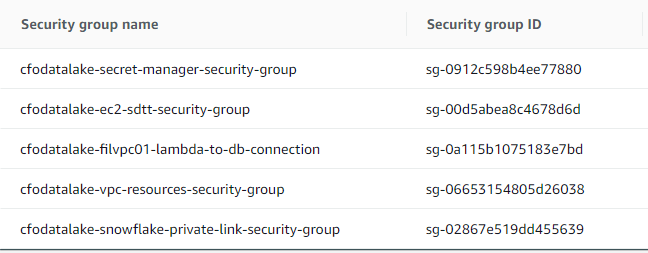 Security group name Security group ID
cfodatalake-secret-manager-security-group sg-0912c598b4ee77880
cfodatalake-ec2-sdtt-security-group sg-00d5abea8c4678d6d
cfodatalake-filvpc01-lambda-to-db-connection sg-0a115b1075183e7bd
cfodatalake-vpc-resources-security-group sg-06653154805d26038
cfodatalake-snowflake-private-link-security-group sg-02867e519dd455639